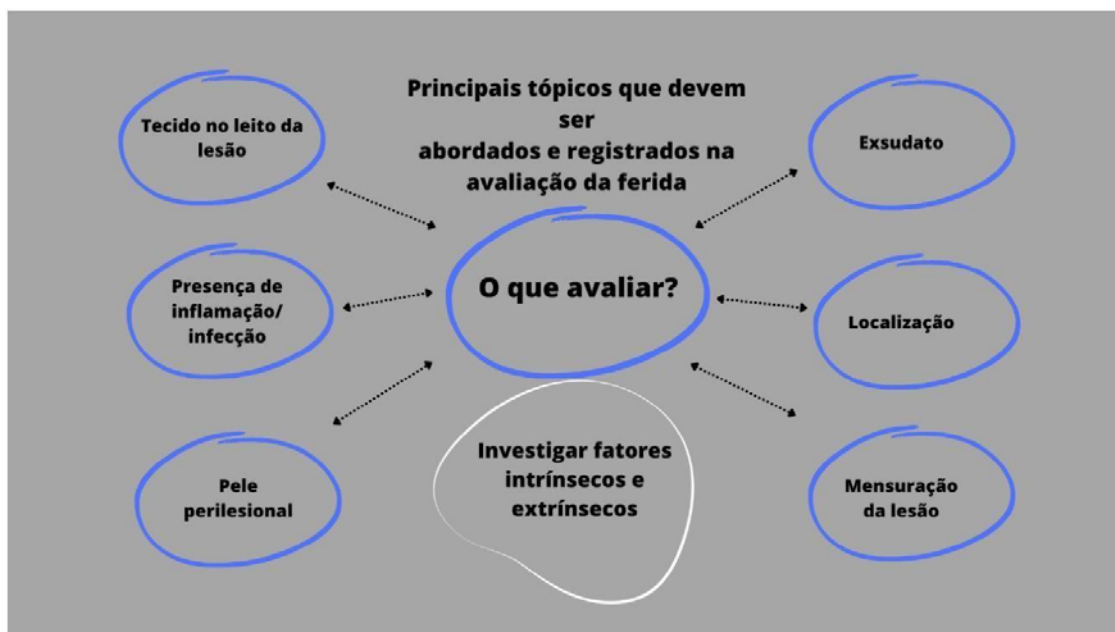 Principais tópicos que devem
ser
abordados e registrados na
avaliação da ferida
Tecido no leito da
lesão
Exsudato
O que avaliar?
Presença de
inflamação/
infecção
Localização
Pele
perilesional
Investigar fatores
intrínsecos e
extrínsecos
Mensuração
da lesão